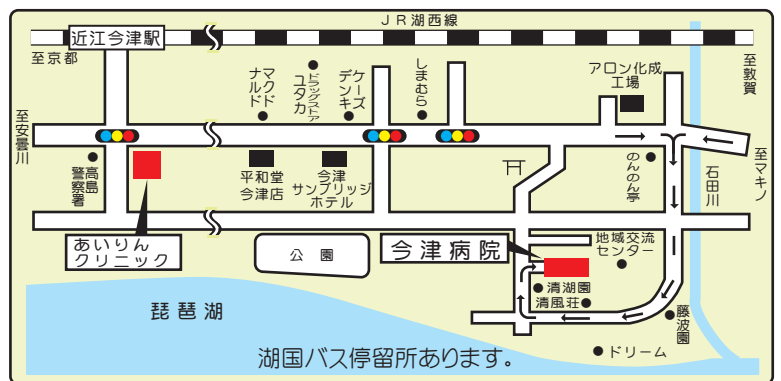 JR湖西線
近江今津駅
至京都
至敦賀
マクド
ナルド
ドラッグストア
ユタカ
ケーズ
デンキ
しまむら
アロン化成
工場
至安曇川
至マキノ
高島
警察署
平和堂
今津店
今津
サンブリッジ
ホテル
のんのん亭
石田川
あいりん
クリニック
公園
今津病院
地域交流
センター
清湖園
清風荘
藤波園
琵琶湖
ドリーム
湖国バス停留所あります。